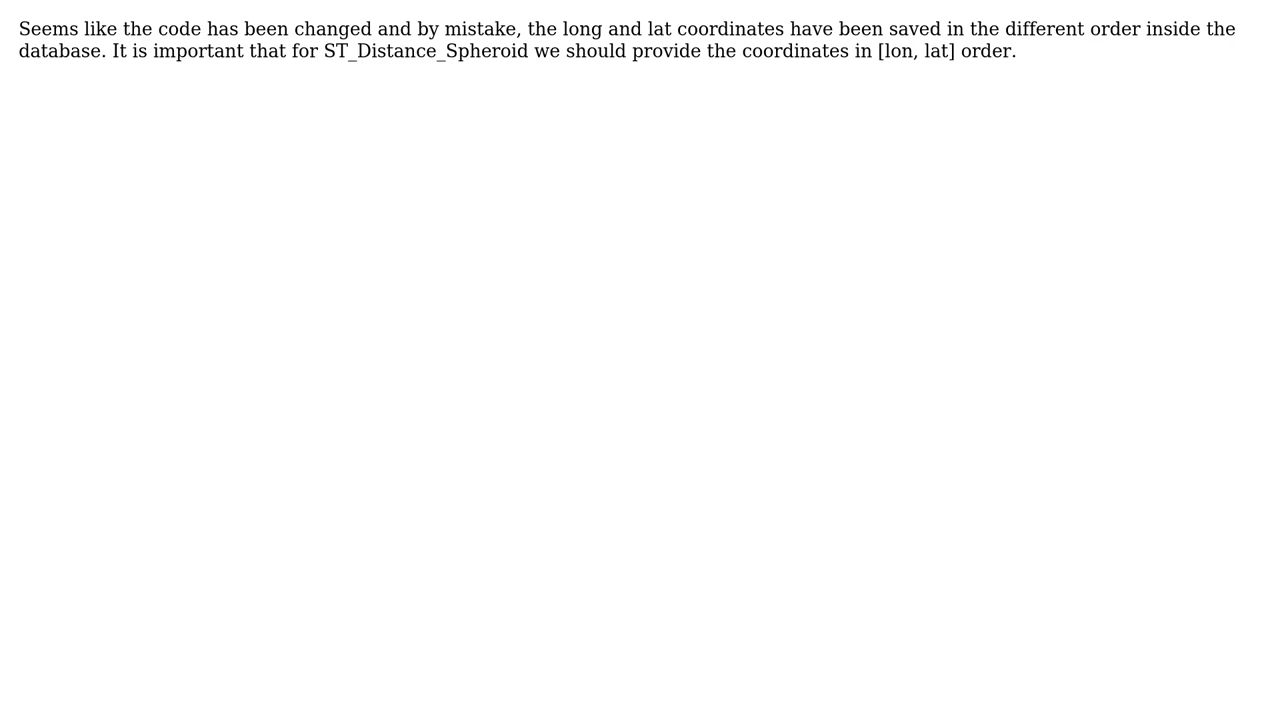 Seems like the code has been changed and by mistake, the long and lat coordinates have been saved in the different order inside the
database. It is important that for ST_Distance_Spheroid we should provide the coordinates in [lon, lat] order.